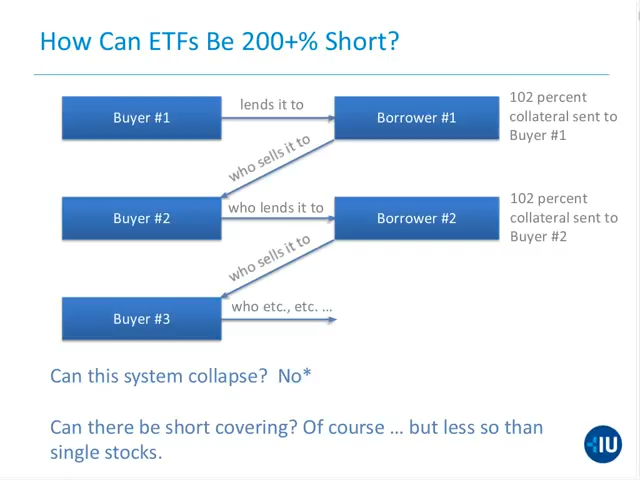 How Can ETFs Be 200+% Short?
Buyer #1
lends it to
Borrower #1
102 percent
collateral sent to
Buyer #1
who sells it to
Buyer #2
who lends it to
Borrower #2
102 percent
collateral sent to
Buyer #2
who sells it to
Buyer #3
who etc., etc. …
Can this system collapse?  No*
Can there be short covering? Of course … but less so than
single stocks.
IU